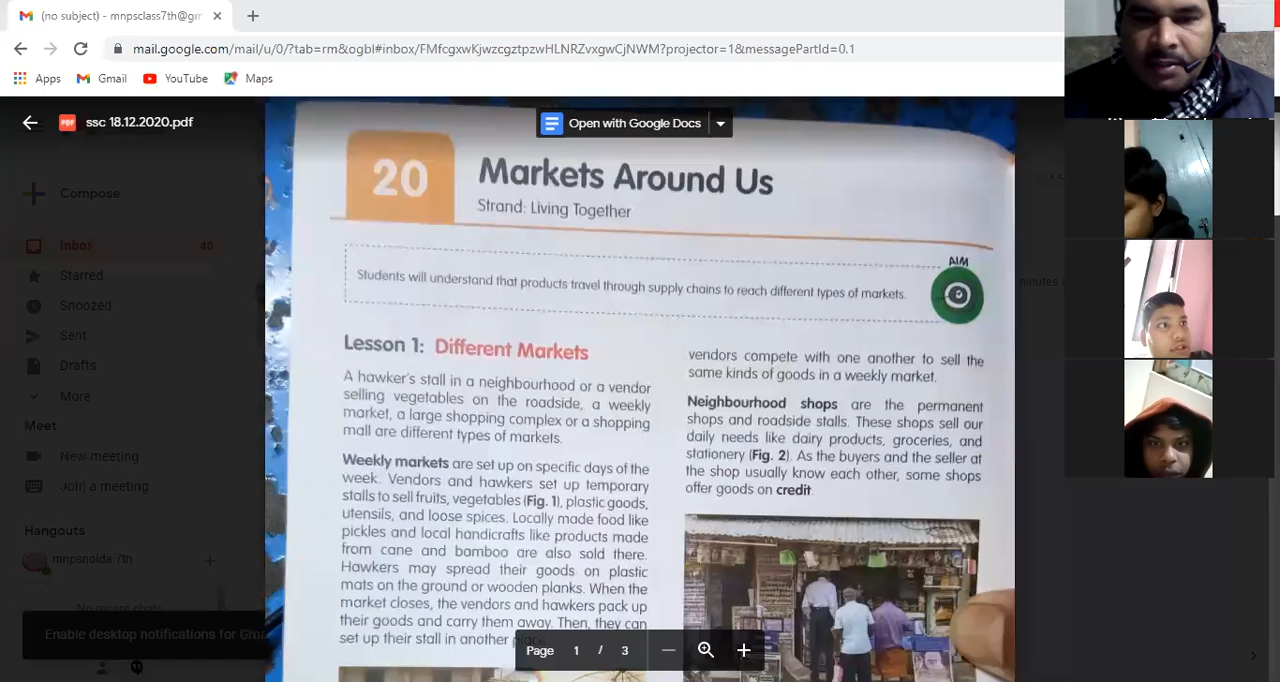 (no subject) - mnpsclass7th@gm
mail.google.com/mail/u/0/?tab=rm&ogbl#inbox/FMfcgxwKjwzcgztpzwHLNRZvxgwCjNWM?projector=1&messagePartId=0.1
Apps Gmail YouTube Maps
PDF ssc 18.12.2020.pdf
Open with Google Docs
Compose
Inbox 40
Starred
Snoozed
Sent
Drafts
More
Meet
New meeting
Join a meeting
Hangouts
mnpsnoida 7th
No recent chats
Enable desktop notifications for Gma
minutes
20
Markets Around Us
Strand: Living Together
AIM
Students will understand that products travel through supply chains to reach different types of markets.
Lesson 1: Different Markets
A hawker's stall in a neighbourhood or a vendor
selling vegetables on the roadside, a weekly
market, a large shopping complex or a shopping
mall are different types of markets.
Weekly markets are set up on specific days of the
week. Vendors and hawkers set up temporary
stalls to sell fruits, vegetables (Fig. 1), plastic goods,
utensils, and loose spices. Locally made food like
pickles and local handicrafts like products made
from cane and bamboo are also sold there.
Hawkers may spread their goods on plastic
mats on the ground or wooden planks. When the
market closes, the vendors and hawkers pack up
their goods and carry them away. Then, they can
set up their stall in another place.
vendors compete with one another to sell the
same kinds of goods in a weekly market.
Neighbourhood shops are the permanent
shops and roadside stalls. These shops sell our
daily needs like dairy products, groceries, and
stationery (Fig. 2). As the buyers and the seller at
the shop usually know each other, some shops
offer goods on credit.
Page 1 / 3